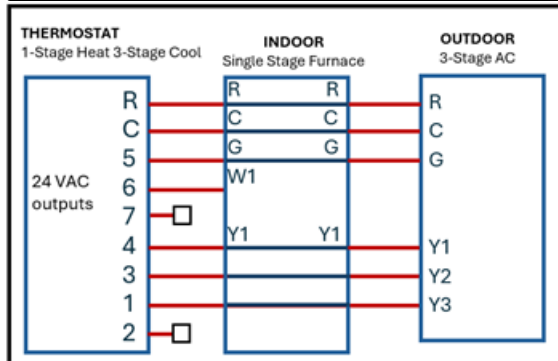 THERMOSTAT
1-Stage Heat 3-Stage Cool
INDOOR
Single Stage Furnace
OUTDOOR
3-Stage AC
24 VAC
outputs
R
C
5
6
7
4
3
1
2
R R
C C
G G
W1
Y1 Y1
R
C
G
Y1
Y2
Y3